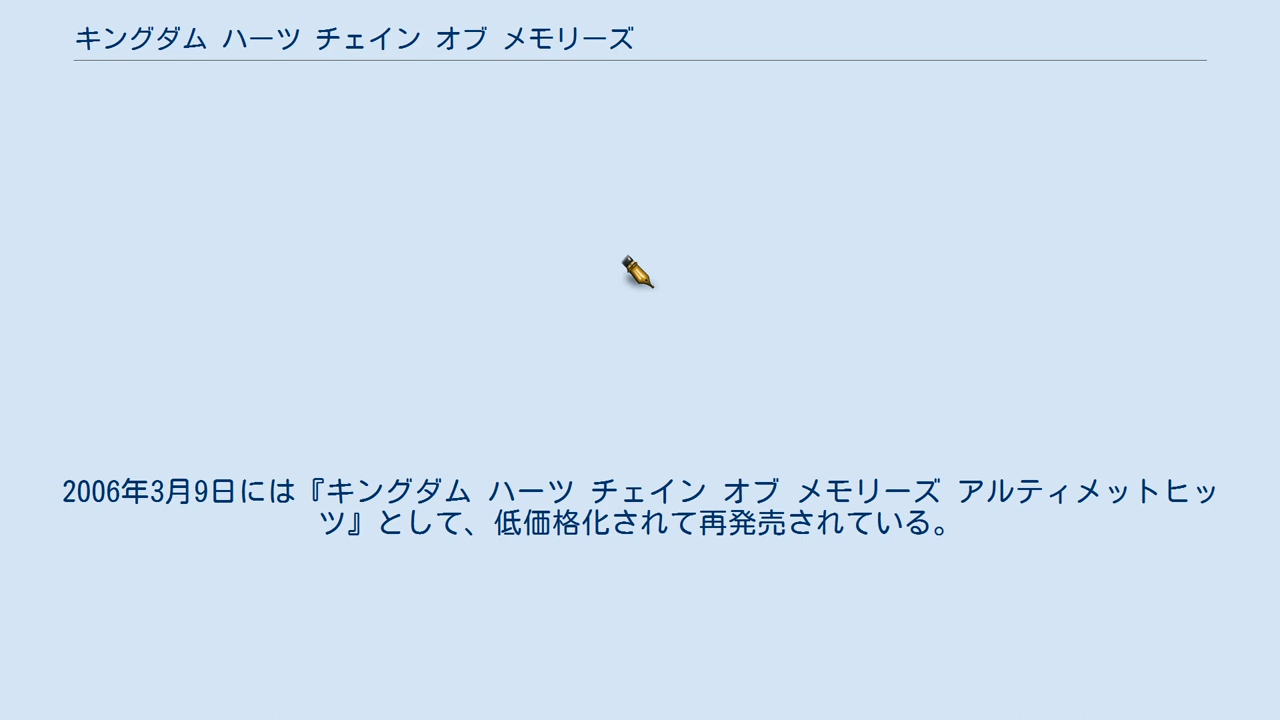 キングダム ハーツ チェイン オブ メモリーズ
2006年3月9日には『キングダム ハーツ チェイン オブ メモリーズ アルティメットヒッ
ツ』として、低価格化されて再発売されている。